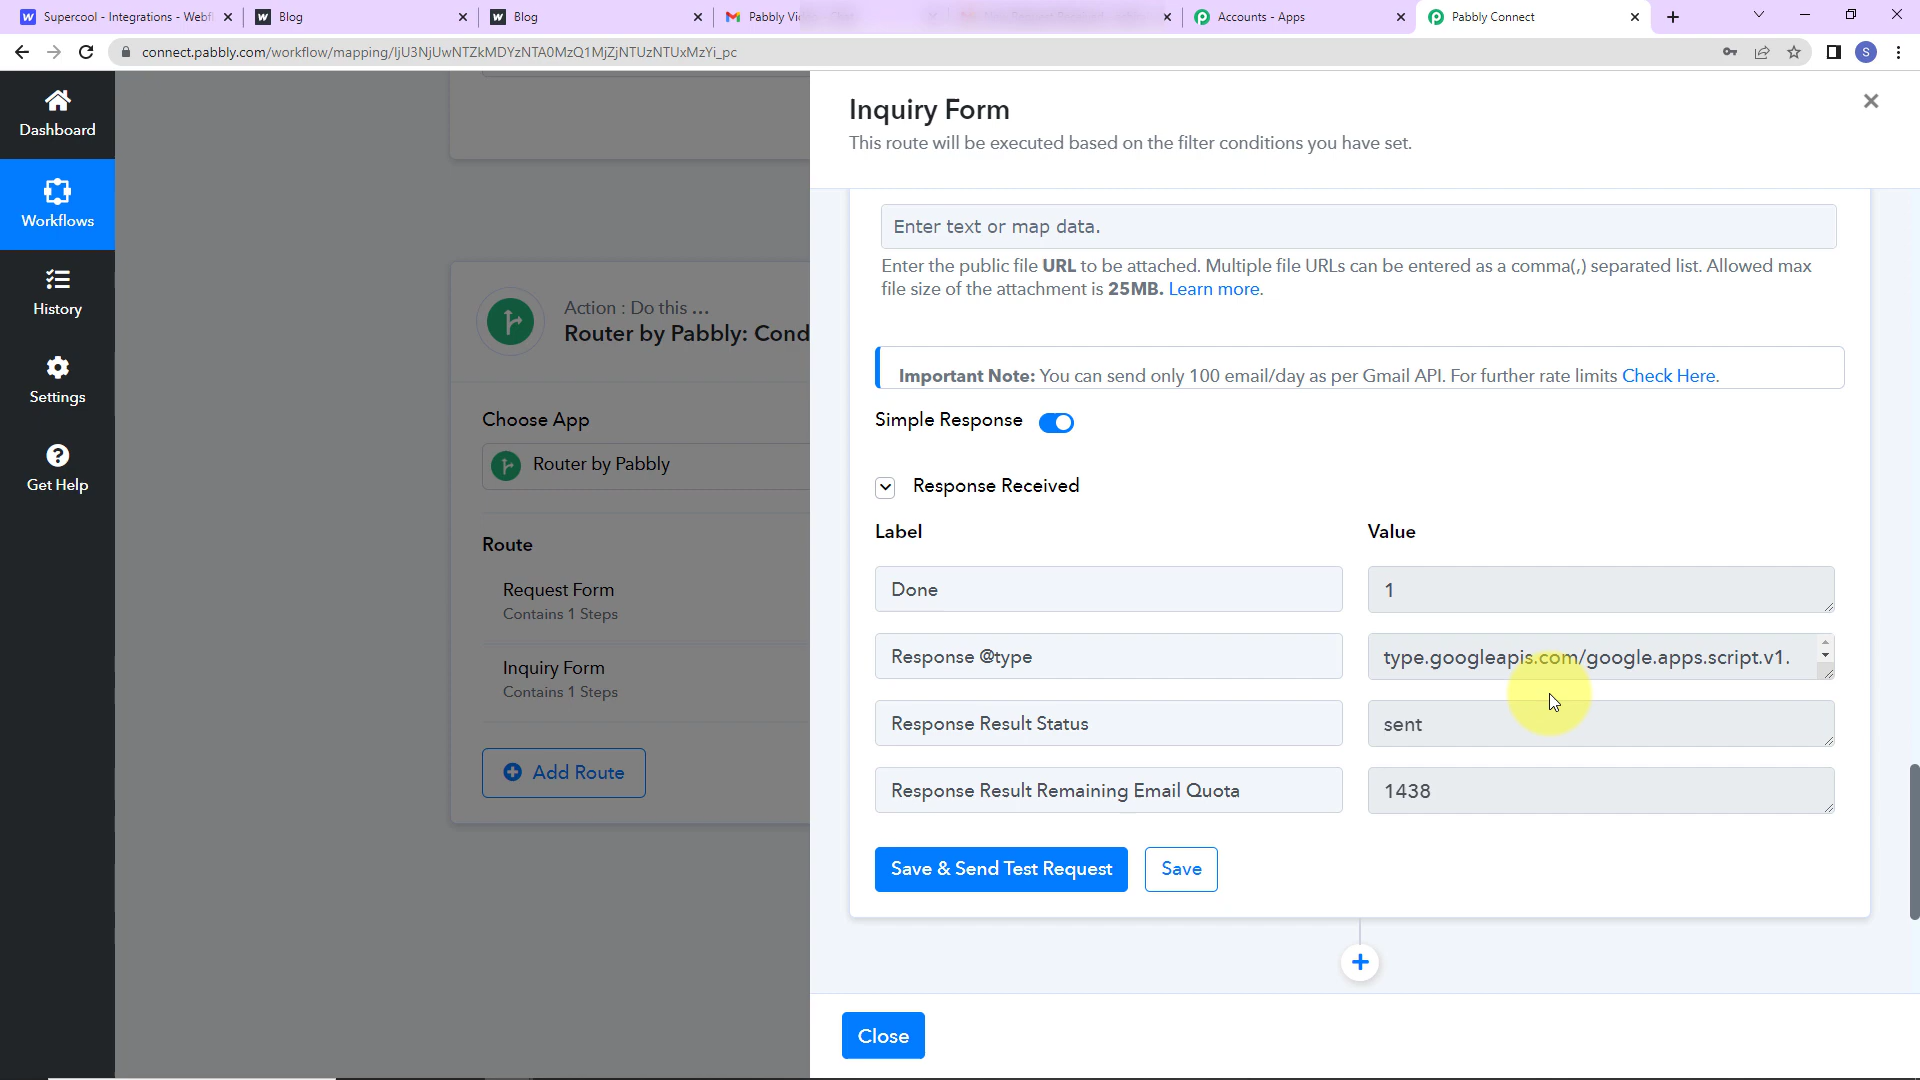 Supercool - Integrations - Webfl
Blog
Blog
Pabbly
Accounts - Apps
Pabbly Connect
connect.pabbly.com/workflow/mapping/IjU3NjUwNTZkMDYzNTA0MzQ1MjZjNTUzNTUxMzYi_pc
S
Dashboard
Workflows
History
Settings
Get Help
Action : Do this ...
Router by Pabbly: Cond
Choose App
Router by Pabbly
Route
Request Form
Contains 1 Steps
Inquiry Form
Contains 1 Steps
Add Route
Inquiry Form
This route will be executed based on the filter conditions you have set.
Enter text or map data.
Enter the public file URL to be attached. Multiple file URLs can be entered as a comma(,) separated list. Allowed max
file size of the attachment is 25MB. Learn more.
Important Note: You can send only 100 email/day as per Gmail API. For further rate limits Check Here.
Simple Response
Response Received
Label Value
Done 1
Response @type type.googleapis.com/google.apps.script.v1.
Response Result Status sent
Response Result Remaining Email Quota 1438
Save & Send Test Request Save
Close